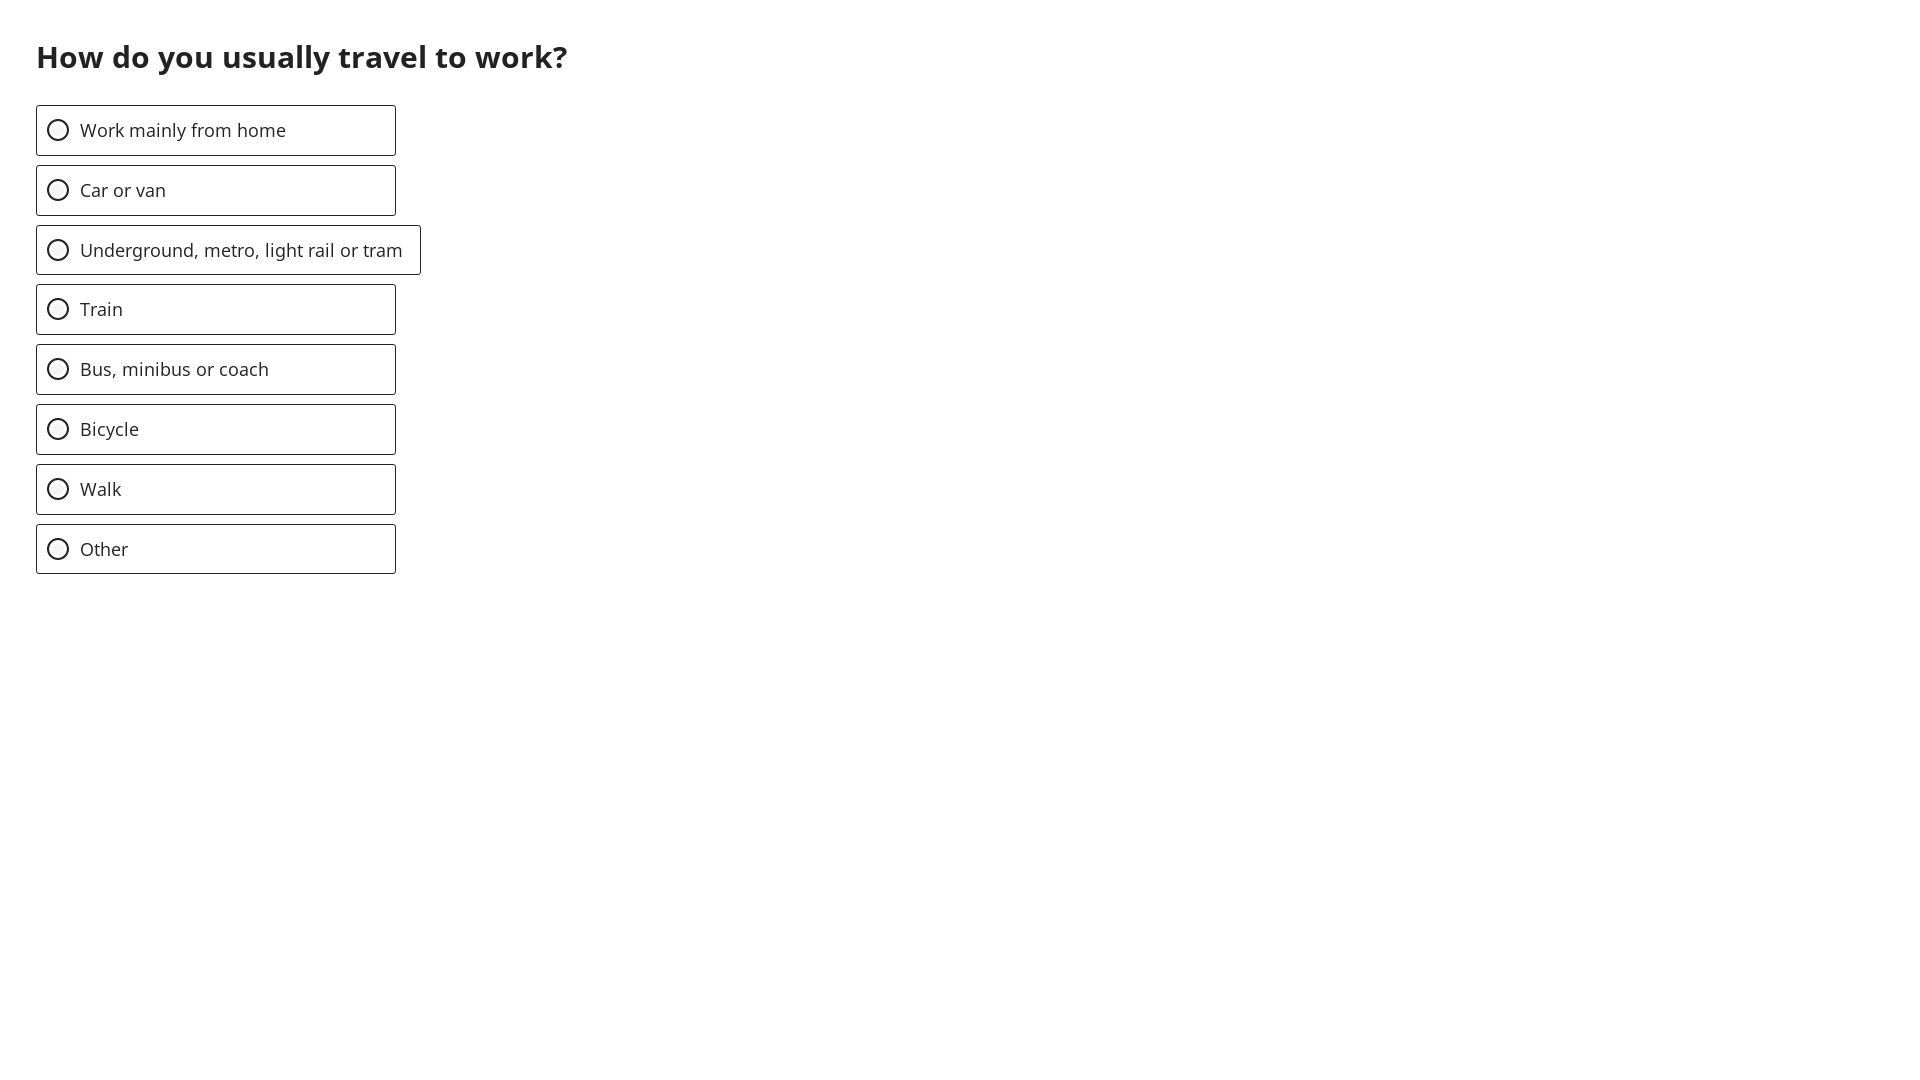 How do you usually travel to work?
Work mainly from home
Car or van
Underground, metro, light rail or tram
Train
Bus, minibus or coach
Bicycle
Walk
Other